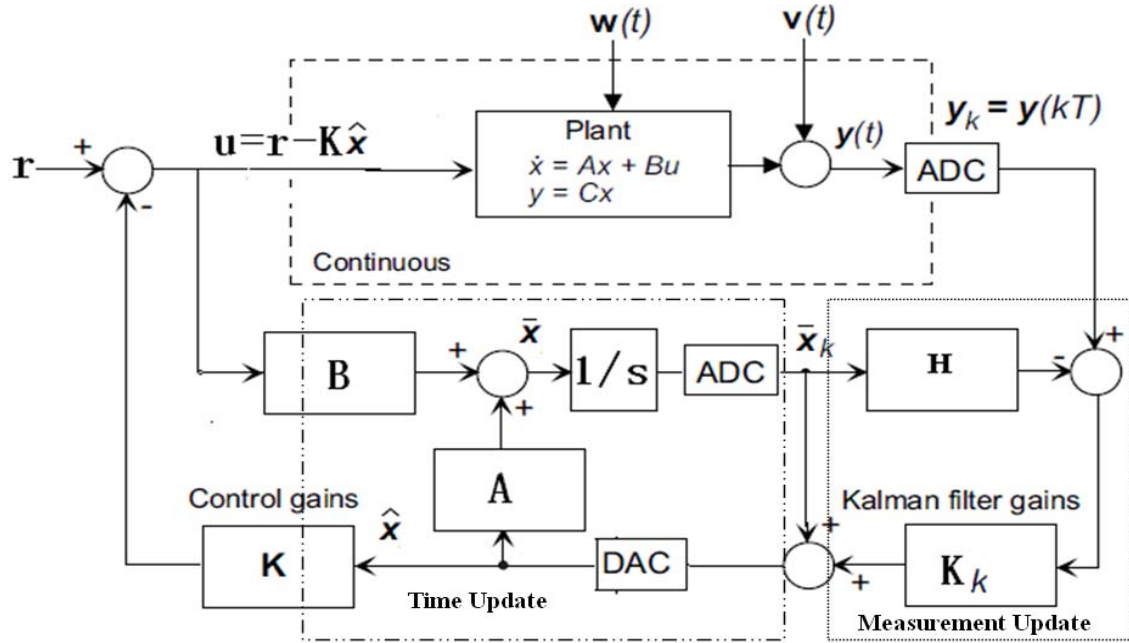 w(t)
v(t)
y_k = y(kT)
r
+
-
u=r-Kx̂
Plant
ẋ = Ax + Bu
y = Cx
y(t)
ADC
Continuous
B
+
+
x̄
1/s
ADC
x̄_k
H
-
+
A
Control gains
K
x̂
DAC
+
+
Kalman filter gains
K_k
Time Update
Measurement Update